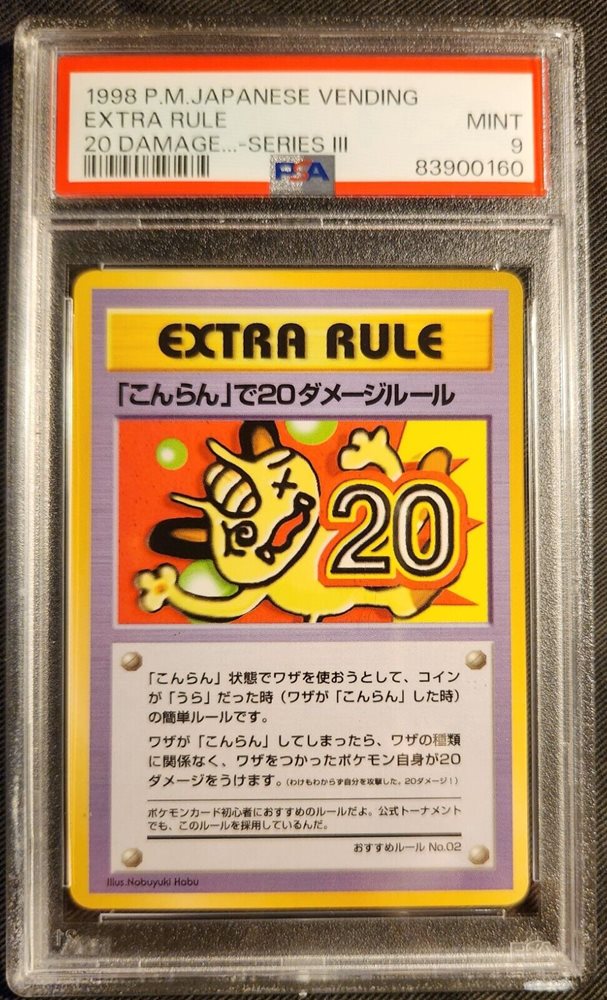 1998 P.M.JAPANESE VENDING
EXTRA RULE MINT
20 DAMAGE...-SERIES III 9
PSA 83900160
EXTRA RULE
「こんらん」で20ダメージルール
20
「こんらん」状態でワザを使おうとして、コイン
が「うら」だった時（ワザが「こんらん」した時）
の簡単ルールです。
ワザが「こんらん」してしまったら、ワザの種類
に関係なく、ワザをつかったポケモン自身が20
ダメージをうけます。（わけもわからず自分を攻撃した。20ダメージ！）
ポケモンカード初心者におすすめのルールだよ。公式トーナメント
でも、このルールを採用しているんだ。
おすすめルール No.02
Illus.Nobuyuki Habu